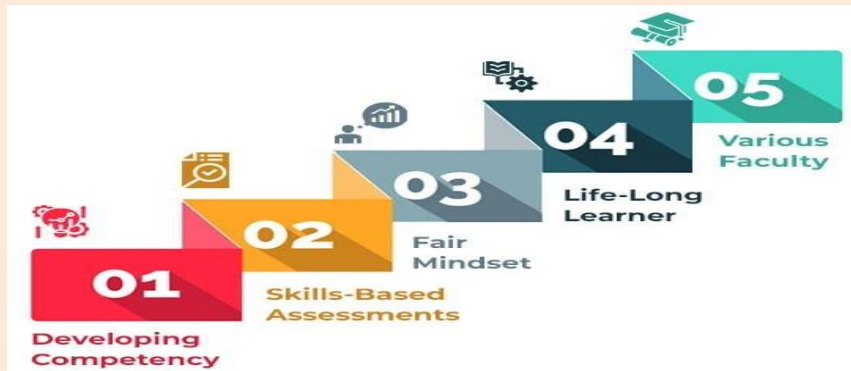 01
Developing
Competency
02
Skills-Based
Assessments
03
Fair
Mindset
04
Life-Long
Learner
05
Various
Faculty